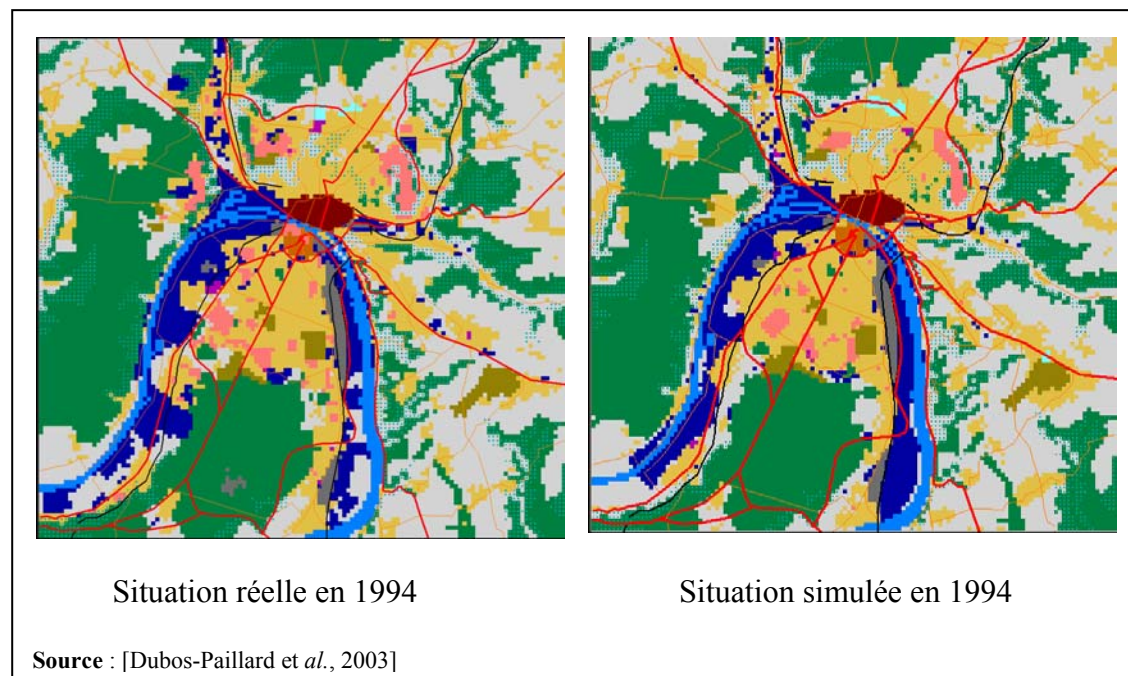 Situation réelle en 1994
Situation simulée en 1994
Source : [Dubos-Paillard et al., 2003]